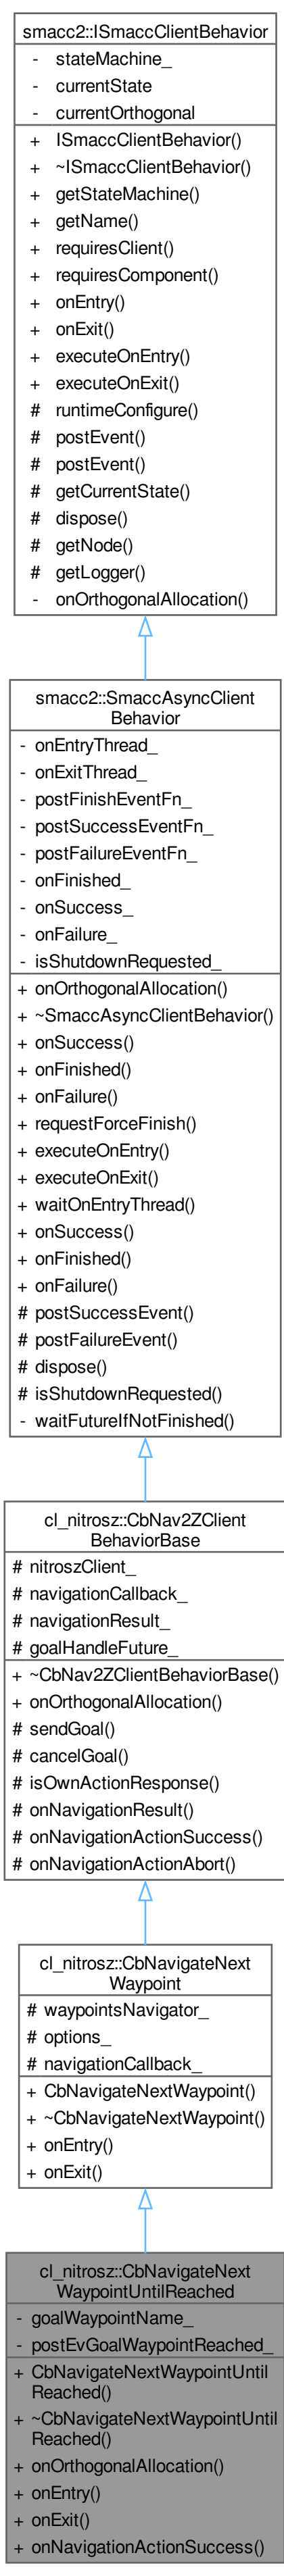 smacc2::ISmaccClientBehavior
- stateMachine_
- currentState
- currentOrthogonal
+ ISmaccClientBehavior()
+ ~ISmaccClientBehavior()
+ getStateMachine()
+ getName()
+ requiresClient()
+ requiresComponent()
+ onEntry()
+ onExit()
+ executeOnEntry()
+ executeOnExit()
# runtimeConfigure()
# postEvent()
# postEvent()
# getCurrentState()
# dispose()
# getNode()
# getLogger()
- onOrthogonalAllocation()
smacc2::SmaccAsyncClient
Behavior
- onEntryThread_
- onExitThread_
- postFinishEventFn_
- postSuccessEventFn_
- postFailureEventFn_
- onFinished_
- onSuccess_
- onFailure_
- isShutdownRequested_
+ onOrthogonalAllocation()
+ ~SmaccAsyncClientBehavior()
+ onSuccess()
+ onFinished()
+ onFailure()
+ requestForceFinish()
+ executeOnEntry()
+ executeOnExit()
+ waitOnEntryThread()
+ onSuccess()
+ onFinished()
+ onFailure()
# postSuccessEvent()
# postFailureEvent()
# dispose()
# isShutdownRequested()
- waitFutureIfNotFinished()
cl_nitrosz::CbNav2ZClient
BehaviorBase
# nitroszClient_
# navigationCallback_
# navigationResult_
# goalHandleFuture_
+ ~CbNav2ZClientBehaviorBase()
+ onOrthogonalAllocation()
# sendGoal()
# cancelGoal()
# isOwnActionResponse()
# onNavigationResult()
# onNavigationActionSuccess()
# onNavigationActionAbort()
cl_nitrosz::CbNavigateNext
Waypoint
# waypointsNavigator_
# options_
# navigationCallback_
+ CbNavigateNextWaypoint()
+ ~CbNavigateNextWaypoint()
+ onEntry()
+ onExit()
cl_nitrosz::CbNavigateNext
WaypointUntilReached
- goalWaypointName_
- postEvGoalWaypointReached_
+ CbNavigateNextWaypointUntil
Reached()
+ ~CbNavigateNextWaypointUntil
Reached()
+ onOrthogonalAllocation()
+ onEntry()
+ onExit()
+ onNavigationActionSuccess()